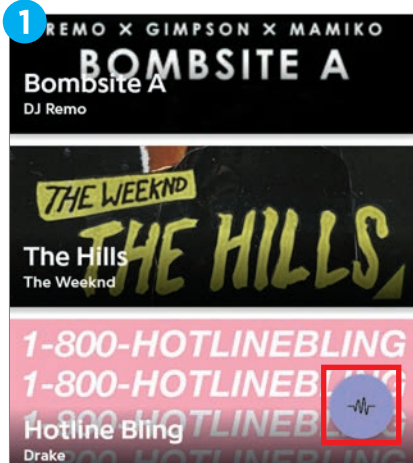 1
REMO X GIMPSON X MAMIKO
BOMBSITE A
Bombsite A
DJ Remo
THE WEEKND
THE HILLS
The Hills
The Weeknd
1-800-HOTLINEBLING
1-800-HOTLINEB
1-800-HOTLINEB
Hotline Bling
Drake